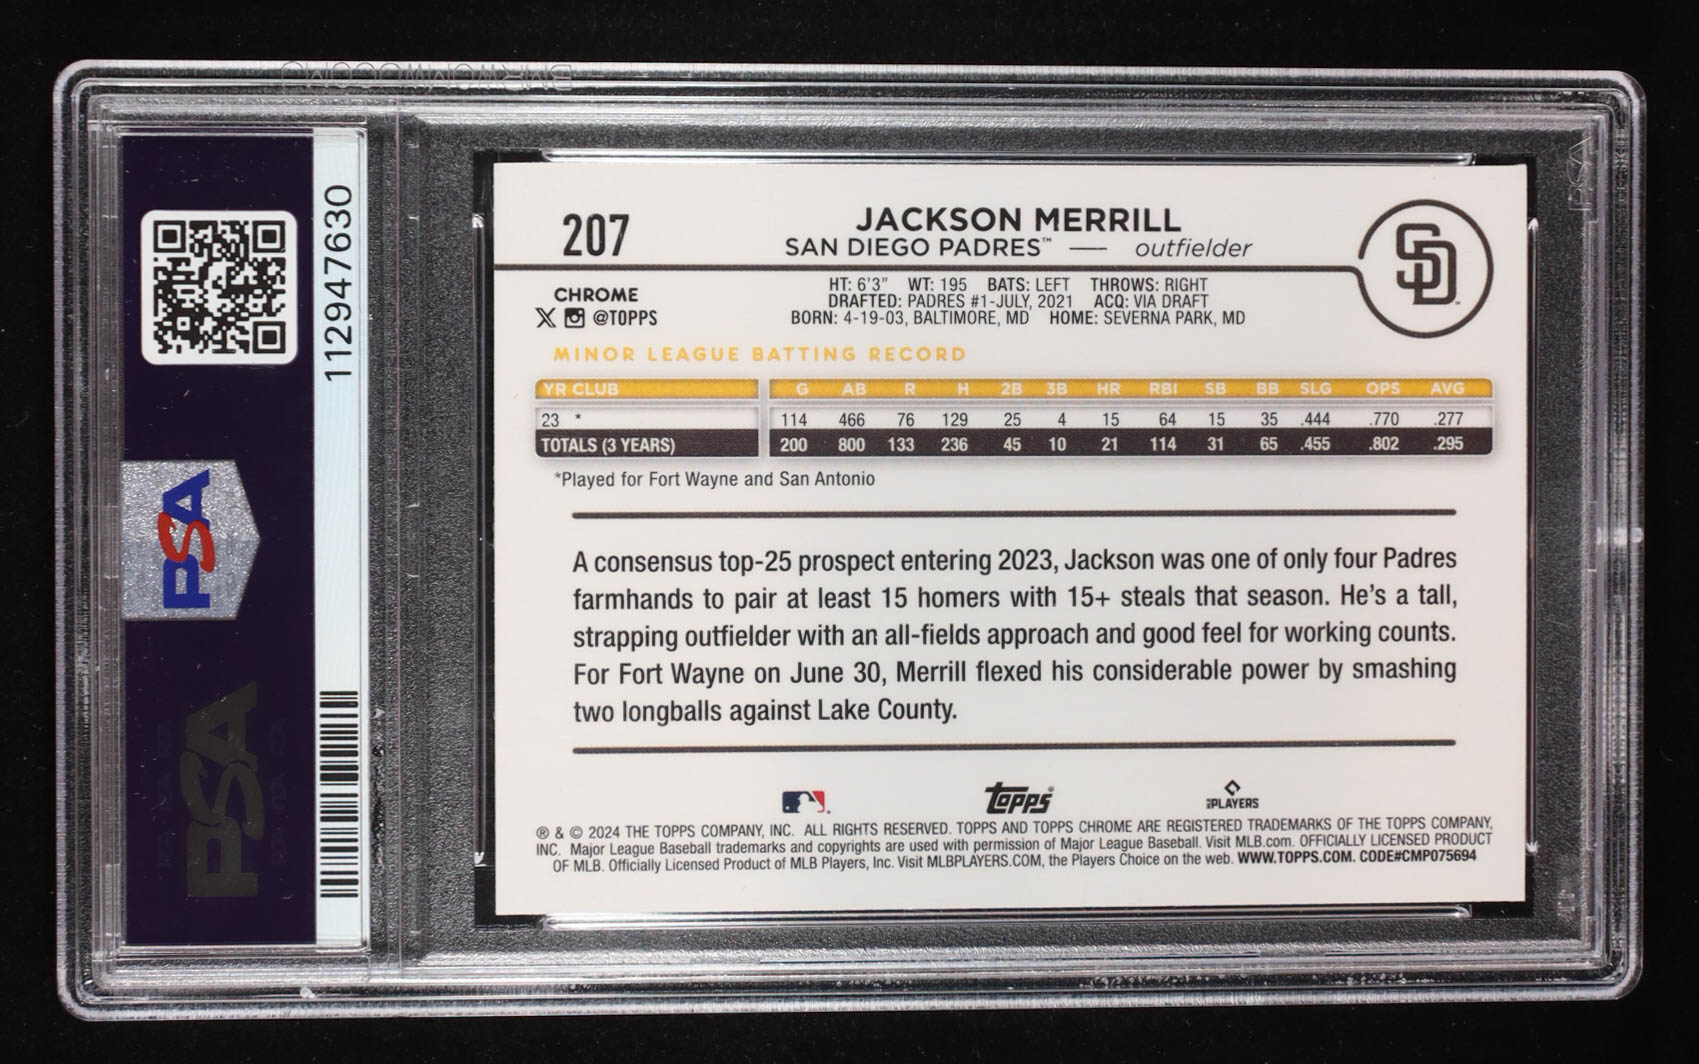 112947630
PSA
PSA
207
JACKSON MERRILL
SAN DIEGO PADRES™ — outfielder
SD
CHROME
@TOPPS
HT: 6'3" WT: 195 BATS: LEFT THROWS: RIGHT
DRAFTED: PADRES #1-JULY, 2021 ACQ: VIA DRAFT
BORN: 4-19-03, BALTIMORE, MD HOME: SEVERNA PARK, MD
MINOR LEAGUE BATTING RECORD
YR CLUB G AB R H 2B 3B HR RBI SB BB SLG OPS AVG
23 * 114 466 76 129 25 4 15 64 15 35 .444 .770 .277
TOTALS (3 YEARS) 200 800 133 236 45 10 21 114 31 65 .455 .802 .295
*Played for Fort Wayne and San Antonio
A consensus top-25 prospect entering 2023, Jackson was one of only four Padres
farmhands to pair at least 15 homers with 15+ steals that season. He's a tall,
strapping outfielder with an all-fields approach and good feel for working counts.
For Fort Wayne on June 30, Merrill flexed his considerable power by smashing
two longballs against Lake County.
topps®
MLB PLAYERS
® & © 2024 THE TOPPS COMPANY, INC. ALL RIGHTS RESERVED. TOPPS AND TOPPS CHROME ARE REGISTERED TRADEMARKS OF THE TOPPS COMPANY,
INC. Major League Baseball trademarks and copyrights are used with permission of Major League Baseball. Visit MLB.com. OFFICIALLY LICENSED PRODUCT
OF MLB. Officially Licensed Product of MLB Players, Inc. Visit MLBPLAYERS.COM, the Players Choice on the web. WWW.TOPPS.COM. CODE#CMP075694